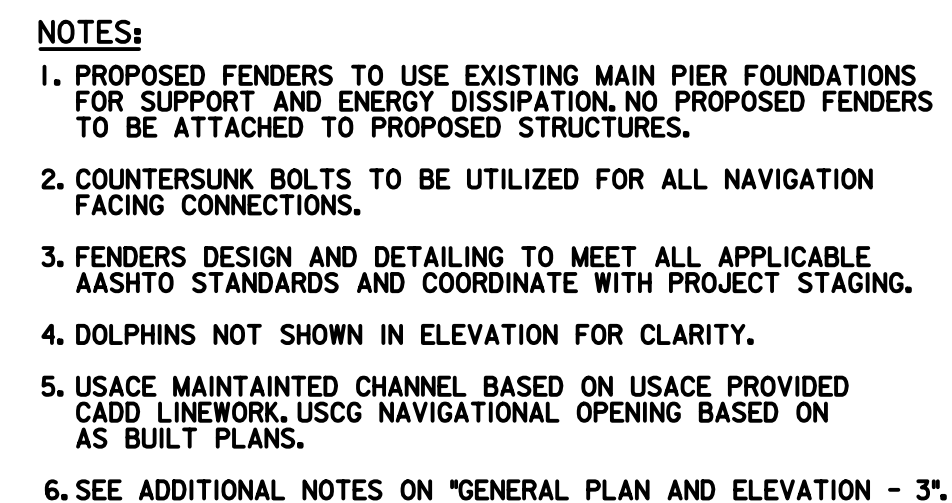 NOTES:
1. PROPOSED FENDERS TO USE EXISTING MAIN PIER FOUNDATIONS
FOR SUPPORT AND ENERGY DISSIPATION. NO PROPOSED FENDERS
TO BE ATTACHED TO PROPOSED STRUCTURES.
2. COUNTERSUNK BOLTS TO BE UTILIZED FOR ALL NAVIGATION
FACING CONNECTIONS.
3. FENDERS DESIGN AND DETAILING TO MEET ALL APPLICABLE
AASHTO STANDARDS AND COORDINATE WITH PROJECT STAGING.
4. DOLPHINS NOT SHOWN IN ELEVATION FOR CLARITY.
5. USACE MAINTAINTED CHANNEL BASED ON USACE PROVIDED
CADD LINEWORK. USCG NAVIGATIONAL OPENING BASED ON
AS BUILT PLANS.
6. SEE ADDITIONAL NOTES ON "GENERAL PLAN AND ELEVATION - 3"